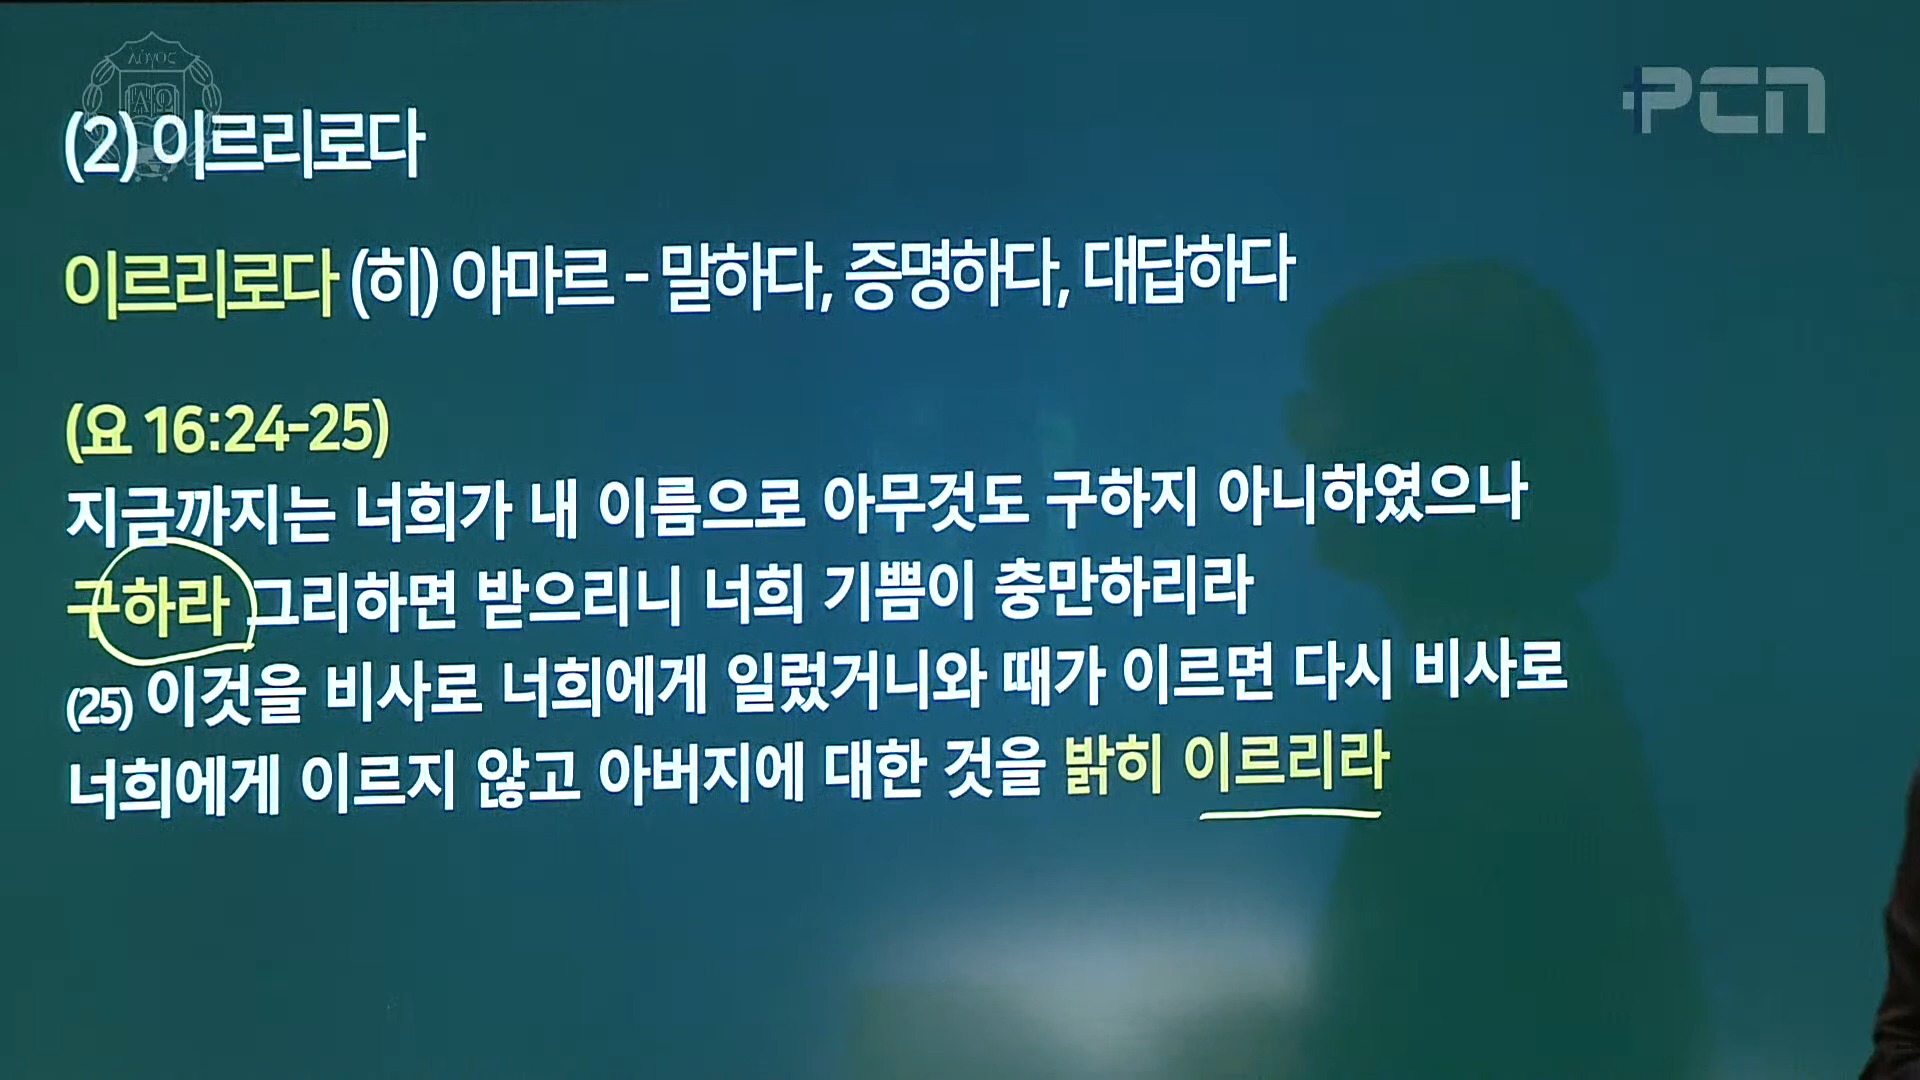 λόγος
ΑΩ
PCN
(2) 이르리로다
이르리로다 (히) 아마르 - 말하다, 증명하다, 대답하다
(요 16:24-25)
지금까지는 너희가 내 이름으로 아무것도 구하지 아니하였으나
구하라 그리하면 받으리니 너희 기쁨이 충만하리라
(25) 이것을 비사로 너희에게 일렀거니와 때가 이르면 다시 비사로
너희에게 이르지 않고 아버지에 대한 것을 밝히 이르리라